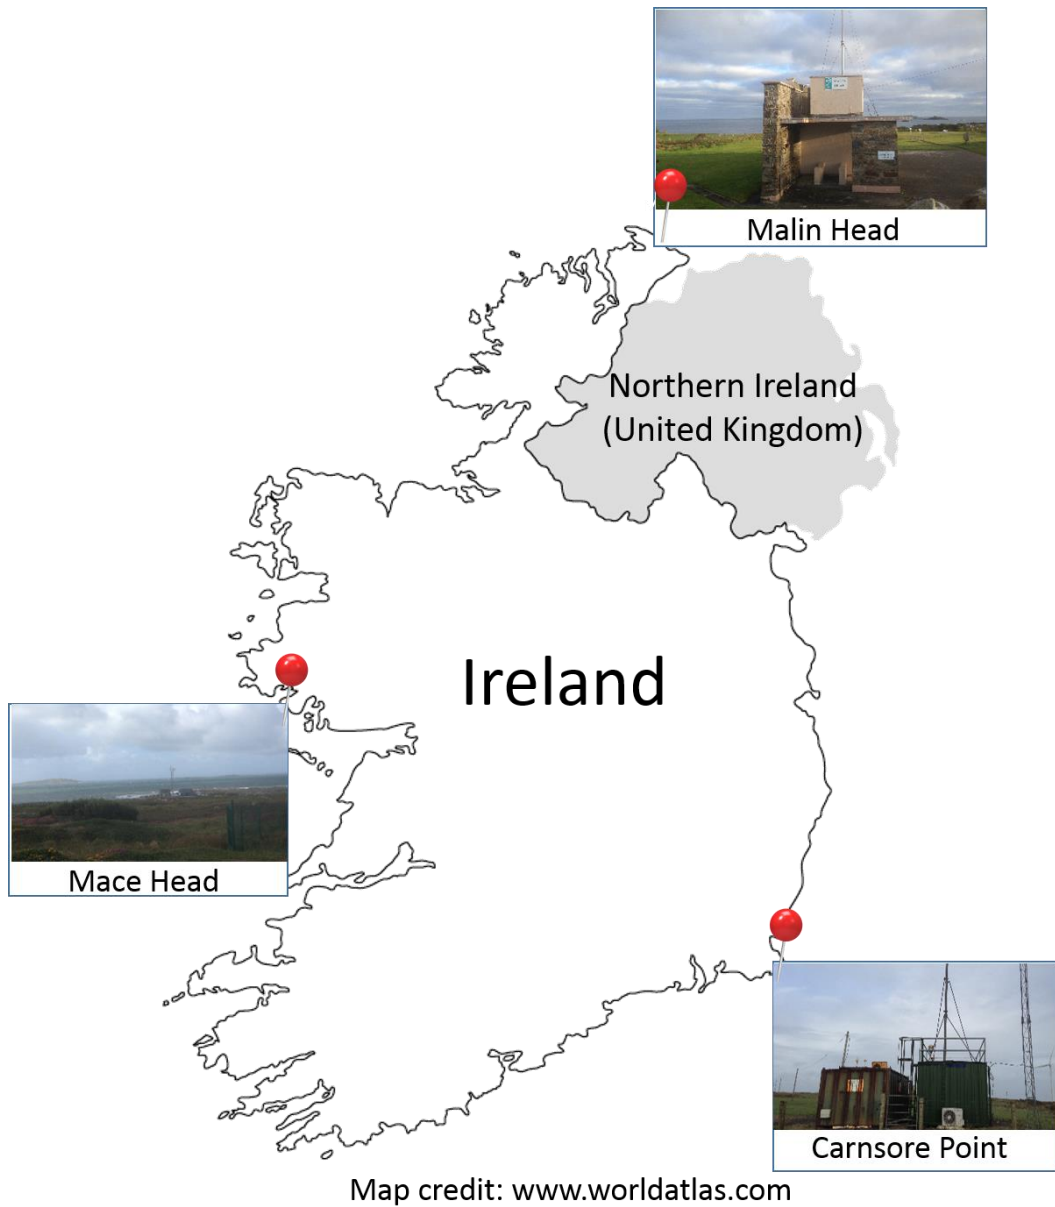 Malin Head
Northern Ireland
(United Kingdom)
Ireland
Mace Head
Carnsore Point
Map credit: www.worldatlas.com